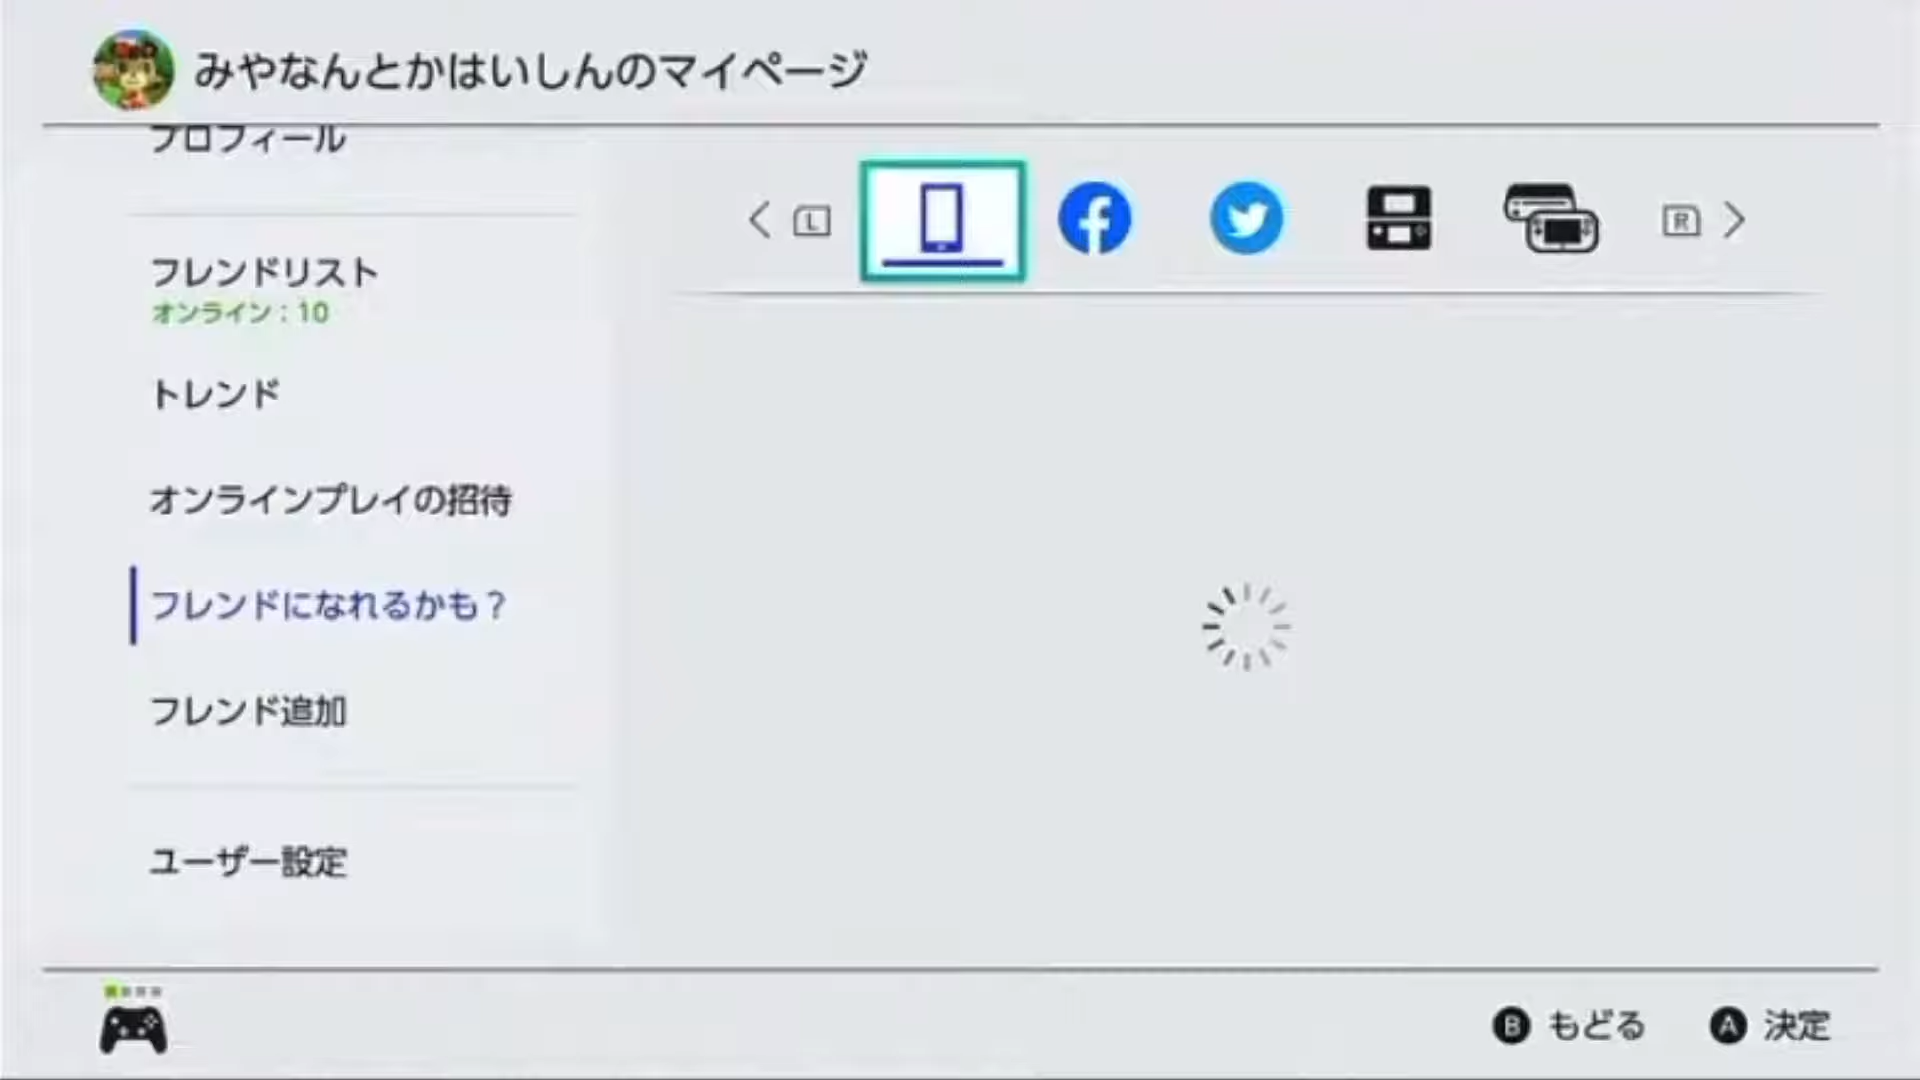 みやなんとかはいしんのマイページ
プロフィール
フレンドリスト
オンライン：10
トレンド
オンラインプレイの招待
フレンドになれるかも？
フレンド追加
ユーザー設定
L
R
B もどる
A 決定